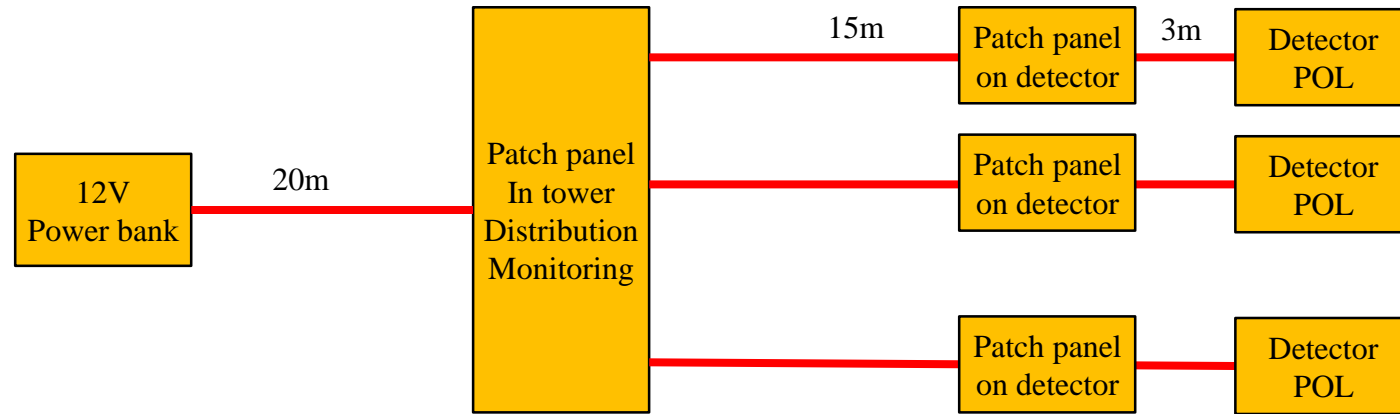 12V
Power bank
20m
Patch panel
In tower
Distribution
Monitoring
15m
Patch panel
on detector
3m
Detector
POL
Patch panel
on detector
Detector
POL
Patch panel
on detector
Detector
POL